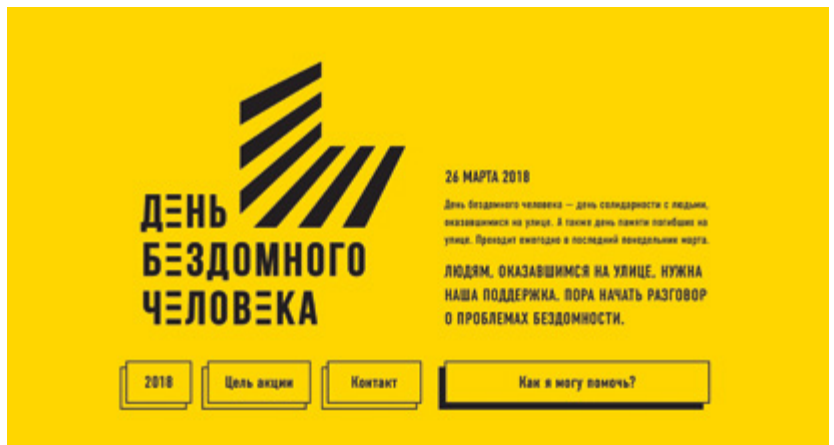 ДЕНЬ
БЕЗДОМНОГО
ЧЕЛОВЕКА
26 МАРТА 2018
День бездомного человека — день солидарности с людьми,
оказавшимися на улице. А также день памяти погибших на
улице. Проходит ежегодно в последний понедельник марта.
ЛЮДЯМ, ОКАЗАВШИМСЯ НА УЛИЦЕ, НУЖНА
НАША ПОДДЕРЖКА. ПОРА НАЧАТЬ РАЗГОВОР
О ПРОБЛЕМАХ БЕЗДОМНОСТИ.
2018
Цель акции
Контакт
Как я могу помочь?